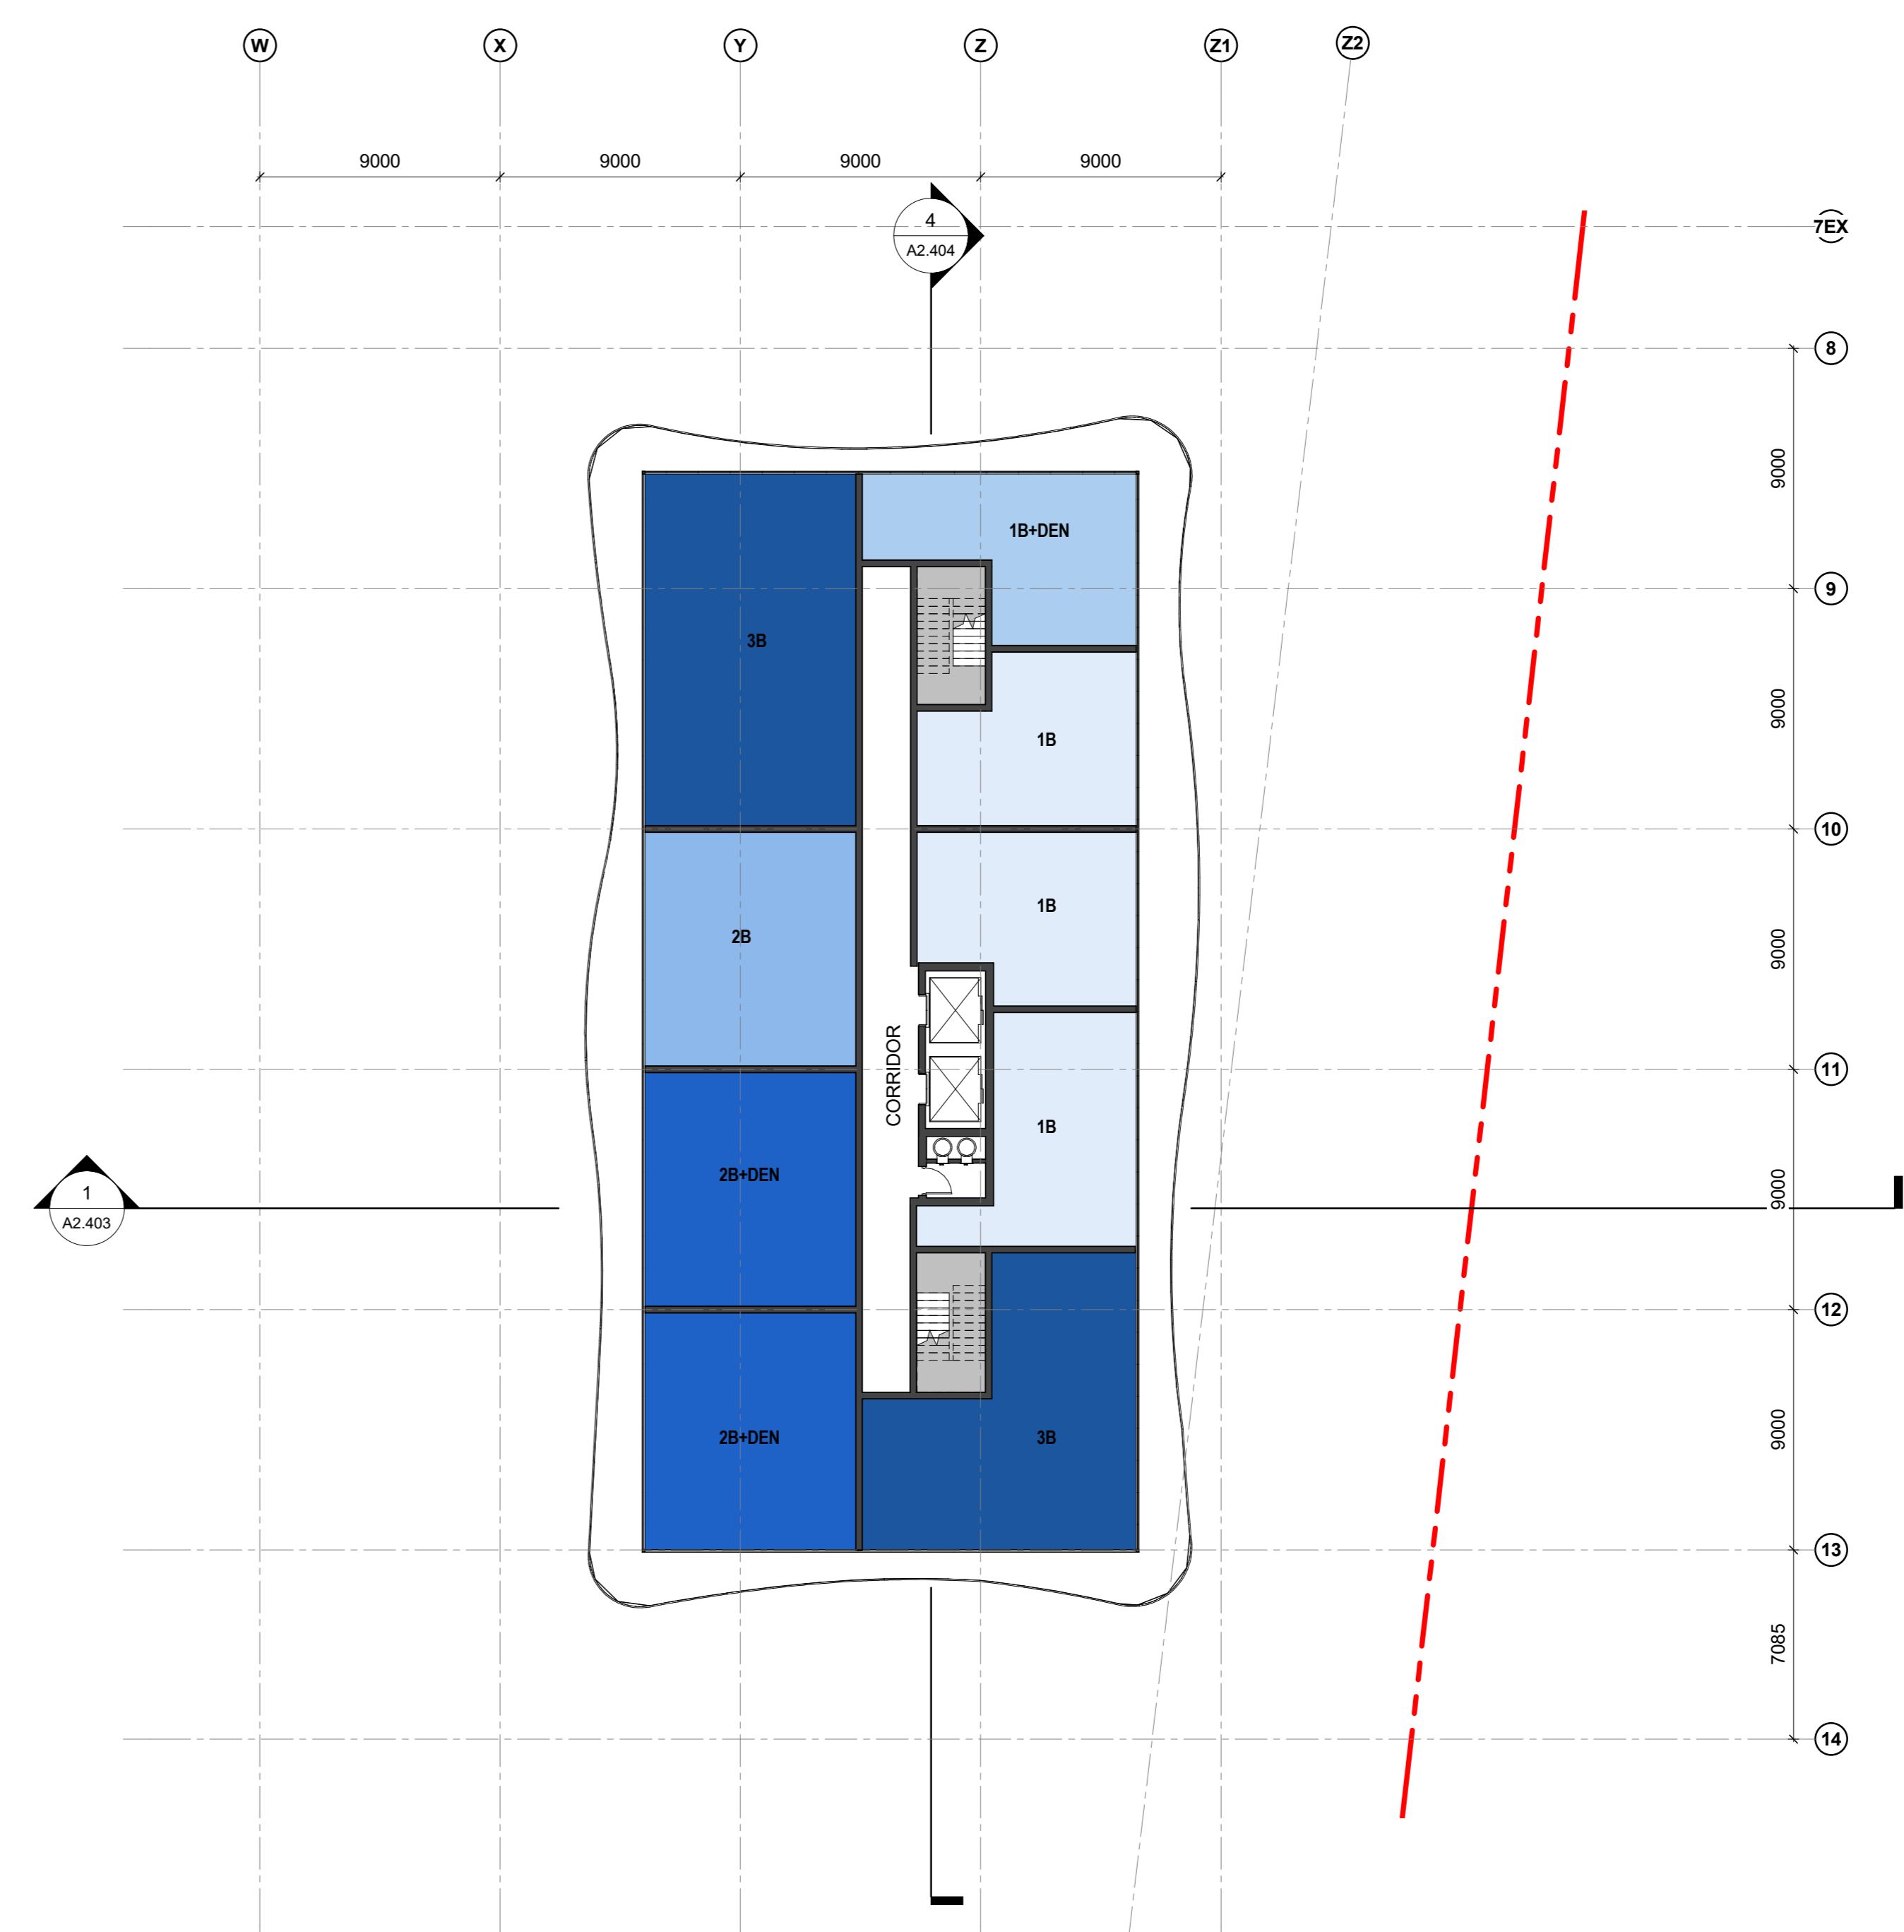 W X Y Z Z1 Z2
9000 9000 9000 9000
4
A2.404
7EX
8
9000
1B+DEN
9
3B
9000
1B
10
1B
2B
9000
CORRIDOR
11
1B
2B+DEN
9000
1
A2.403
12
2B+DEN
3B
9000
13
7085
14